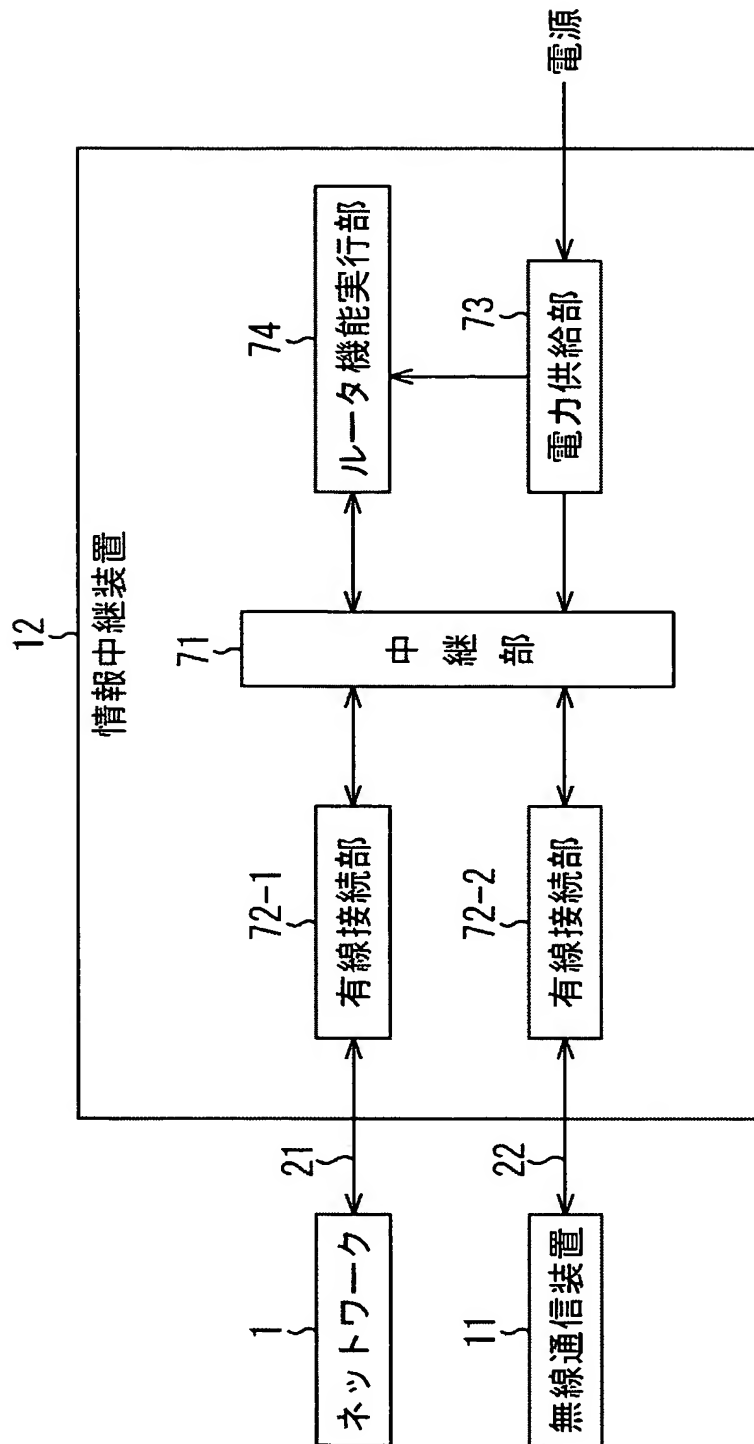 12
情報中継装置
1
ネットワーク
21
72-1
有線接続部
71
中継部
74
ルータ機能実行部
11
無線通信装置
22
72-2
有線接続部
73
電力供給部
電源